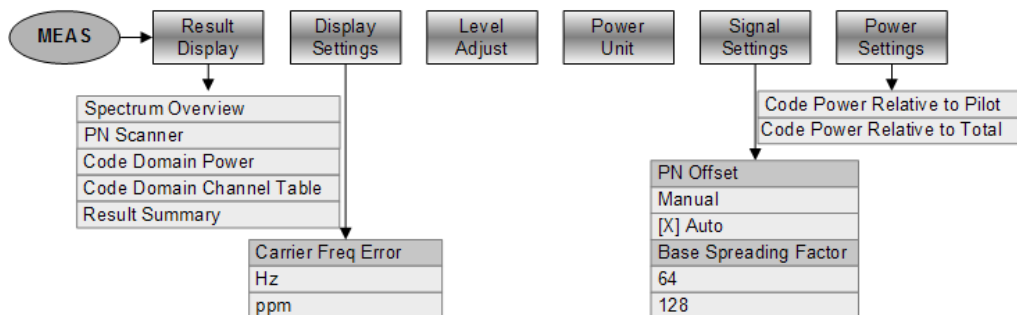 MEAS
Result
Display
Display
Settings
Level
Adjust
Power
Unit
Signal
Settings
Power
Settings
Spectrum Overview
PN Scanner
Code Domain Power
Code Domain Channel Table
Result Summary
Carrier Freq Error
Hz
ppm
PN Offset
Manual
[X] Auto
Base Spreading Factor
64
128
Code Power Relative to Pilot
Code Power Relative to Total